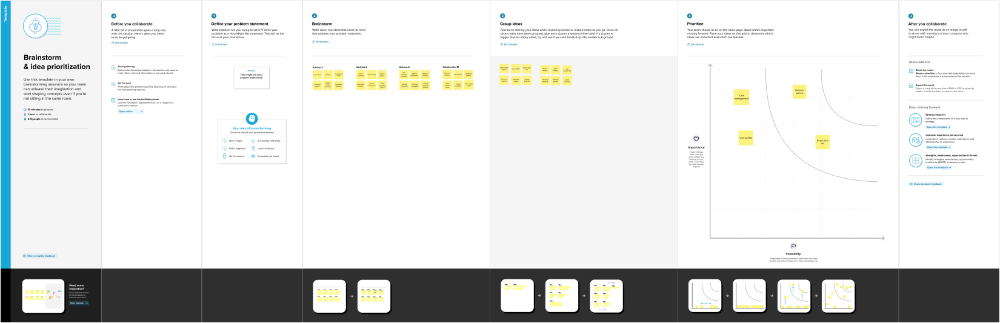 Template
Brainstorm
& idea prioritization
Use this template in your own
brainstorming sessions so your team
can unleash their imagination and
start shaping concepts even if you're
not sitting in the same room.
10 minutes to prepare
1 hour to collaborate
2-8 people recommended
Share template feedback
Need some
inspiration?
See a finished version
of this template to
kickstart your work.
Open example
Before you collaborate
A little bit of preparation goes a long way
with this session. Here's what you need
to do to get going.
10 minutes
A
Team gathering
Define who should participate in the session and send an
invite. Share relevant information or pre-work ahead.
B
Set the goal
Think about the problem you'll be focusing on solving in
the brainstorming session.
C
Learn how to use the facilitation tools
Use the Facilitation Superpowers to run a happy and
productive session.
Open article
1
Define your problem statement
What problem are you trying to solve? Frame your
problem as a How Might We statement. This will be the
focus of your brainstorm.
5 minutes
PROBLEM
How might we [your
problem statement]?
Key rules of brainstorming
To run an smooth and productive session
Stay in topic.
Encourage wild ideas.
Defer judgment.
Listen to others.
Go for volume.
If possible, be visual.
2
Brainstorm
Write down any ideas that come to mind
that address your problem statement.
10 minutes
Kannan.s
Karthick.L
Kishore.S
Kottaimuthu.M
3
Group ideas
Take turns sharing your ideas while clustering similar or related notes as you go. Once all
sticky notes have been grouped, give each cluster a sentence-like label. If a cluster is
bigger than six sticky notes, try and see if you and break it up into smaller sub-groups.
20 minutes
4
Prioritize
Your team should all be on the same page about what's important
moving forward. Place your ideas on this grid to determine which
ideas are important and which are feasible.
20 minutes
Cost
management
Delivery
options
User profile
Snack item
list
Importance
If each of these
tasks could get
done without any
difficulty or cost,
which would have
the most positive
impact?
Feasibility
Regardless of their importance, which tasks are more
feasible than others? (Cost, time, effort, complexity, etc.)
After you collaborate
You can export the mural as an image or pdf
to share with members of your company who
might find it helpful.
Quick add-ons
A
Share the mural
Share a view link to the mural with stakeholders to keep
them in the loop about the outcomes of the session.
B
Export the mural
Export a copy of the mural as a PNG or PDF to attach to
emails, include in slides, or save in your drive.
Keep moving forward
Strategy blueprint
Define the components of a new idea or
strategy.
Open the template
Customer experience journey map
Understand customer needs, motivations, and
obstacles for an experience.
Open the template
Strengths, weaknesses, opportunities & threats
Identify strengths, weaknesses, opportunities,
and threats (SWOT) to develop a plan.
Open the template
Share template feedback